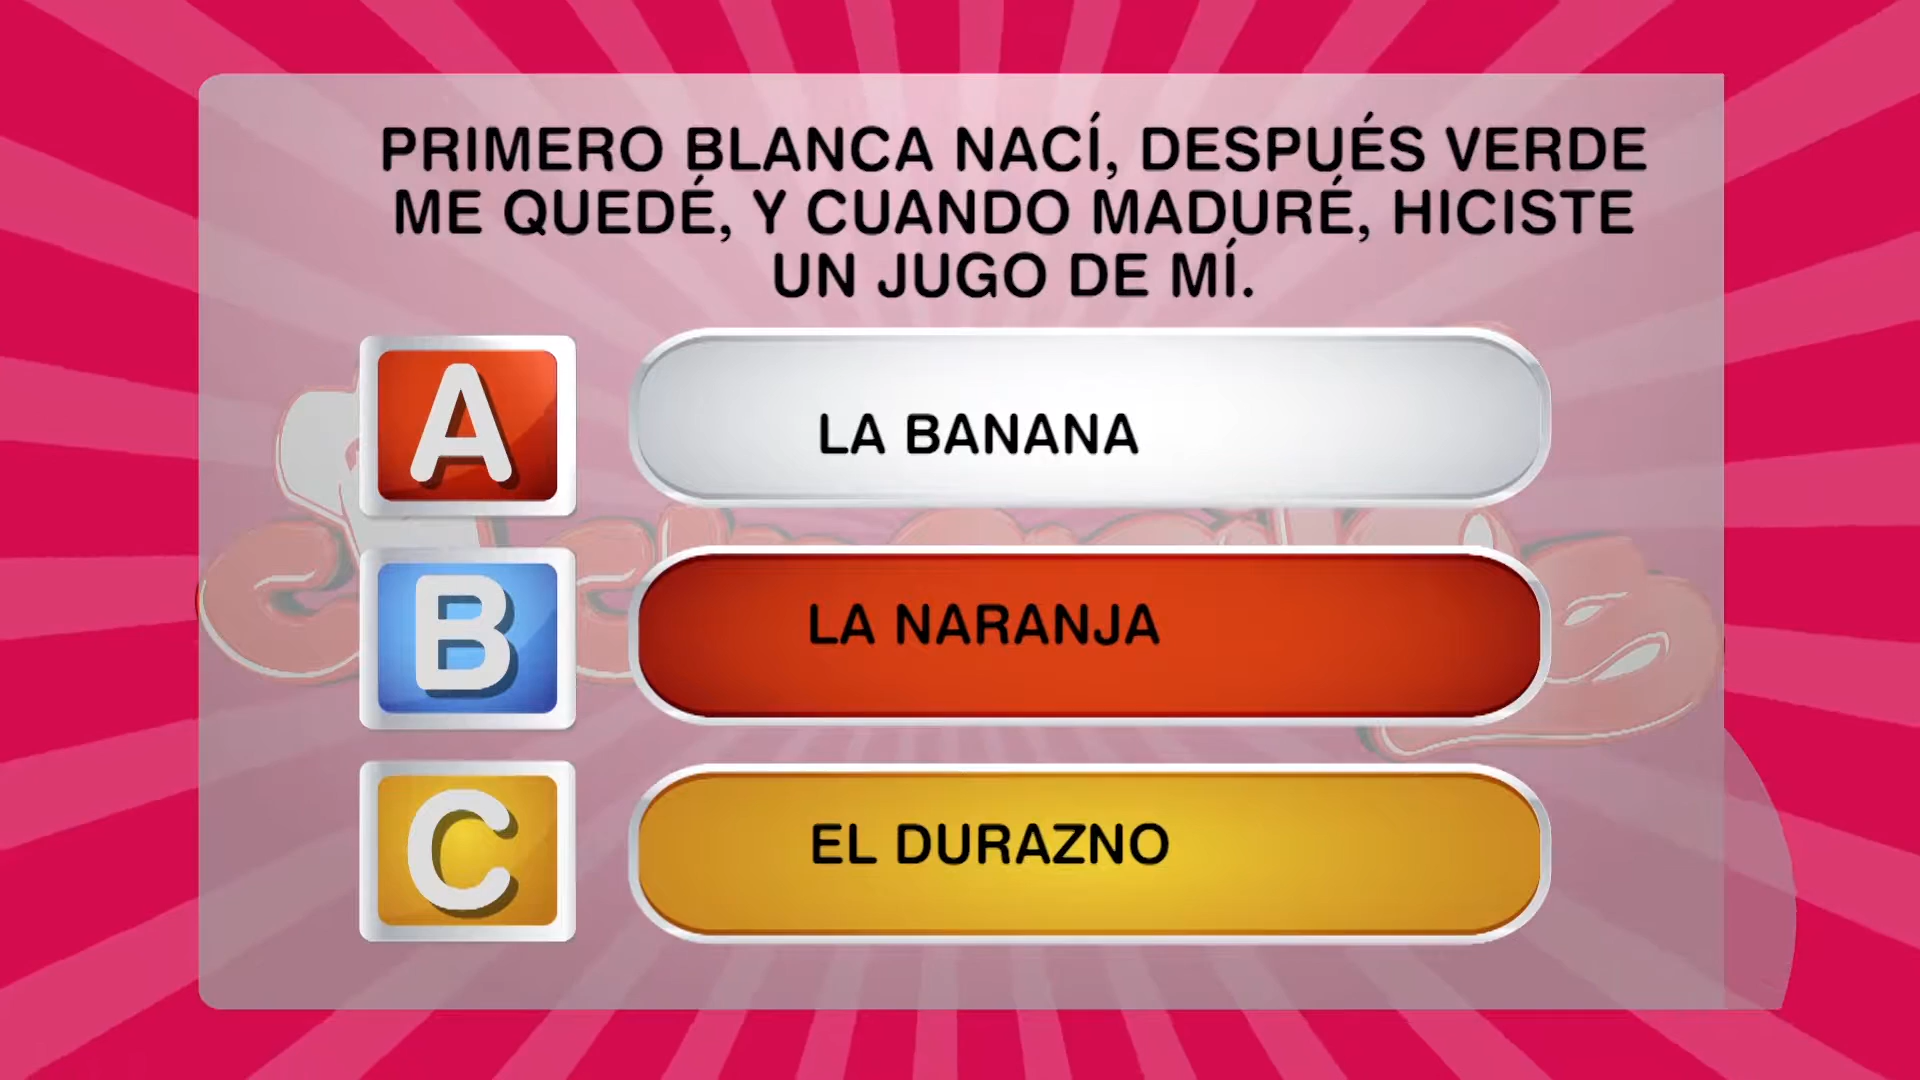 PRIMERO BLANCA NACÍ, DESPUÉS VERDE
ME QUEDÉ, Y CUANDO MADURÉ, HICISTE
UN JUGO DE MÍ.
A
LA BANANA
B
LA NARANJA
C
EL DURAZNO